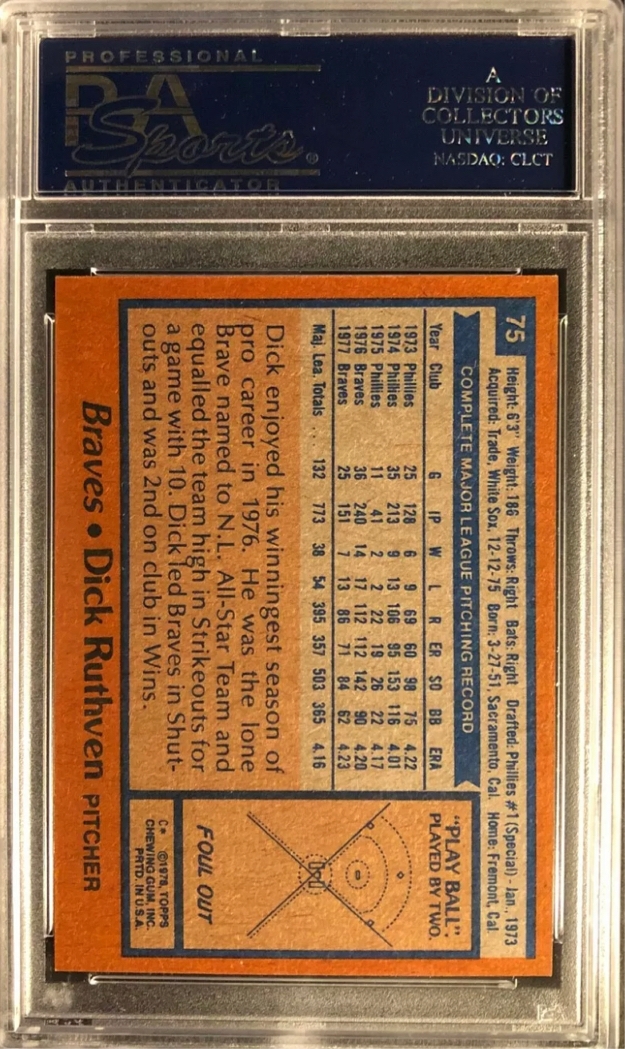 PROFESSIONAL
PSA
Sports®
AUTHENTICATOR
A
DIVISION OF
COLLECTORS
UNIVERSE
NASDAQ: CLCT
75
Height: 6'3" Weight: 186 Throws: Right Bats: Right Drafted: Phillies #1 (Special) - Jan. 1973
Acquired: Trade, White Sox, 12-12-75 Born: 3-27-51, Sacramento, Cal. Home: Fremont, Cal
COMPLETE MAJOR LEAGUE PITCHING RECORD
Year Club G IP W L R ER SO BB ERA
1973 Phillies 25 128 6 9 69 60 98 75 4.22
1974 Phillies 35 213 9 13 106 95 153 116 4.01
1975 Phillies 11 41 2 2 22 19 26 22 4.17
1976 Braves 36 240 14 17 112 112 142 90 4.20
1977 Braves 25 151 7 13 86 71 84 62 4.23
Maj. Lea. Totals .. 132 773 38 54 395 357 503 365 4.16
Dick enjoyed his winningest season of
pro career in 1976. He was the lone
Brave named to N.L. All-Star Team and
equalled the team high in Strikeouts for
a game with 10. Dick led Braves in Shut-
outs and was 2nd on club in Wins.
"PLAY BALL":
PLAYED BY TWO.
FOUL OUT
C* ©1978, TOPPS
CHEWING GUM, INC.
PRTD. IN U.S.A.
Braves • Dick Ruthven PITCHER